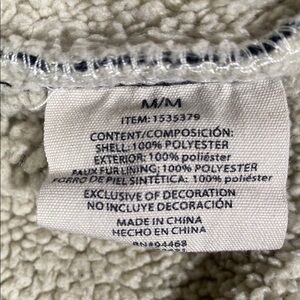 M/M
ITEM: 1535379
CONTENT/COMPOSICIÓN:
SHELL: 100% POLYESTER
EXTERIOR: 100% poliéster
FAUX FUR LINING: 100% POLYESTER
FORRO DE PIEL SINTÉTICA: 100% poliéster
EXCLUSIVE OF DECORATION
NO INCLUYE DECORACIÓN
MADE IN CHINA
HECHO EN CHINA
RN#94468